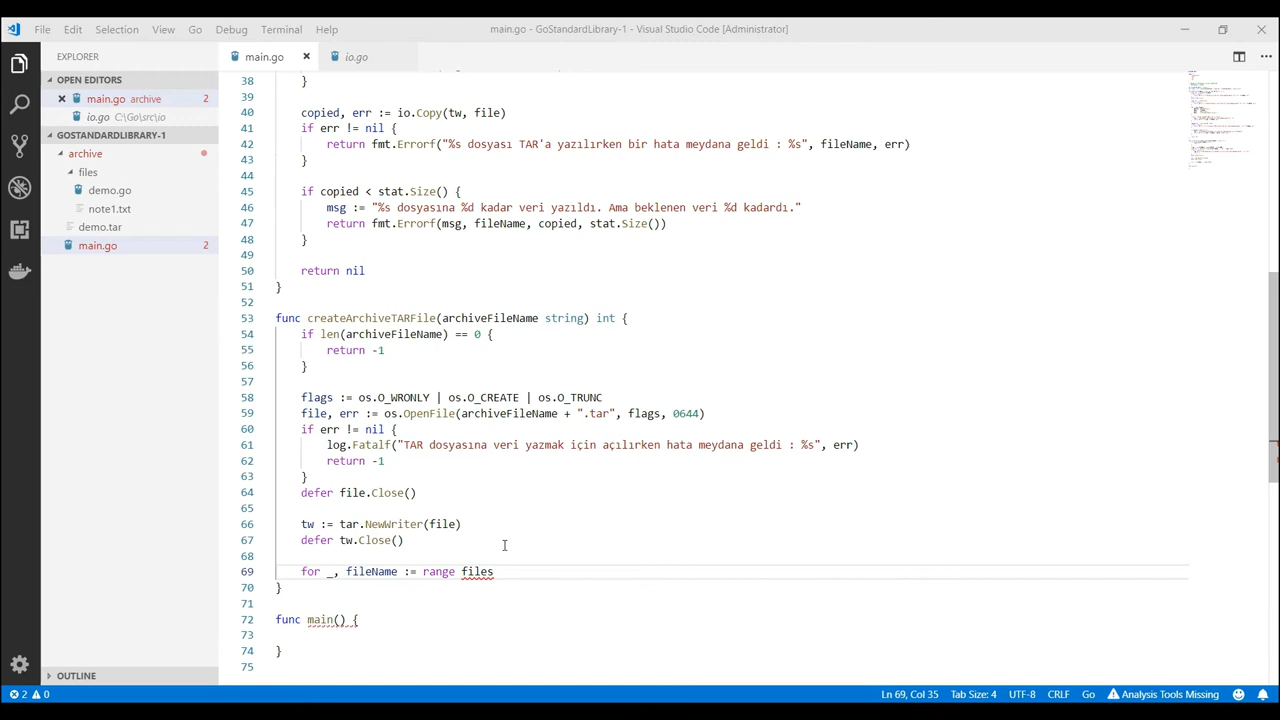 File Edit Selection View Go Debug Terminal Help
main.go - GoStandardLibrary-1 - Visual Studio Code [Administrator]
EXPLORER
OPEN EDITORS
main.go archive 2
io.go C:\Go\src\io
GOSTANDARDLIBRARY-1
archive
files
demo.go
note1.txt
demo.tar
main.go 2
OUTLINE
main.go
io.go
38 }
39
40 copied, err := io.Copy(tw, file)
41 if err != nil {
42 return fmt.Errorf("%s dosyası TAR'a yazılırken bir hata meydana geldi : %s", fileName, err)
43 }
44
45 if copied < stat.Size() {
46 msg := "%s dosyasına %d kadar veri yazıldı. Ama beklenen veri %d kadardı."
47 return fmt.Errorf(msg, fileName, copied, stat.Size())
48 }
49
50 return nil
51 }
52
53 func createArchiveTARFile(archiveFileName string) int {
54 if len(archiveFileName) == 0 {
55 return -1
56 }
57
58 flags := os.O_WRONLY | os.O_CREATE | os.O_TRUNC
59 file, err := os.OpenFile(archiveFileName + ".tar", flags, 0644)
60 if err != nil {
61 log.Fatalf("TAR dosyasına veri yazmak için açılırken hata meydana geldi : %s", err)
62 return -1
63 }
64 defer file.Close()
65
66 tw := tar.NewWriter(file)
67 defer tw.Close()
68
69 for _, fileName := range files
70 }
71
72 func main() {
73
74 }
75
2 0
Ln 69, Col 35 Tab Size: 4 UTF-8 CRLF Go Analysis Tools Missing